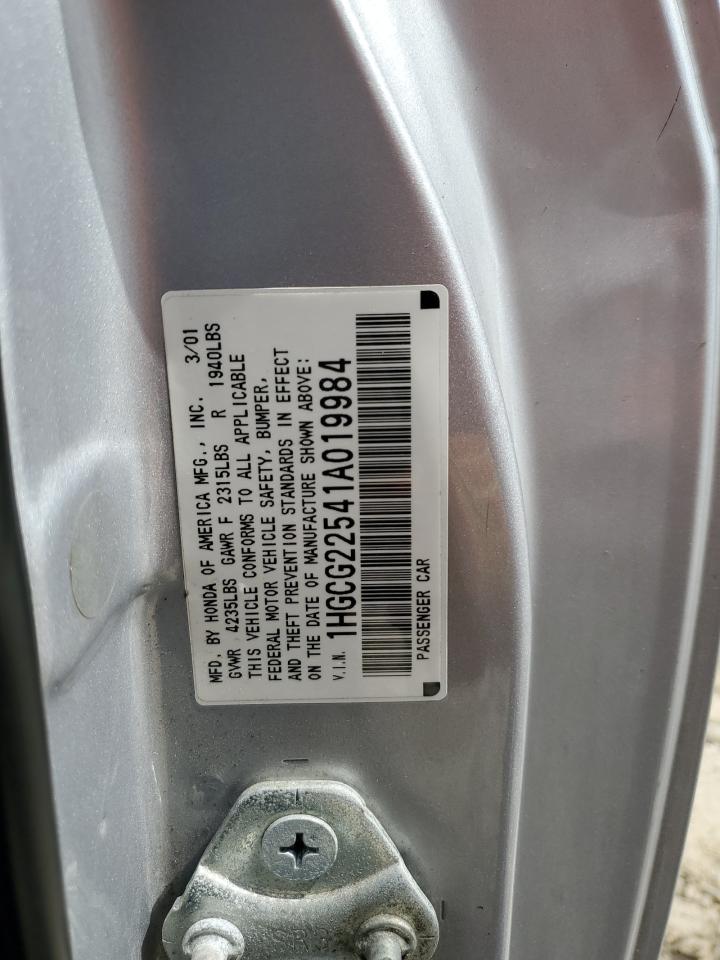 MFD. BY HONDA OF AMERICA MFG., INC. 3/01
GVWR 4235LBS GAWR F 2315LBS R 1940LBS
THIS VEHICLE CONFORMS TO ALL APPLICABLE
FEDERAL MOTOR VEHICLE SAFETY, BUMPER,
AND THEFT PREVENTION STANDARDS IN EFFECT
ON THE DATE OF MANUFACTURE SHOWN ABOVE:
V.I.N. 1HGCG22541A019984
PASSENGER CAR